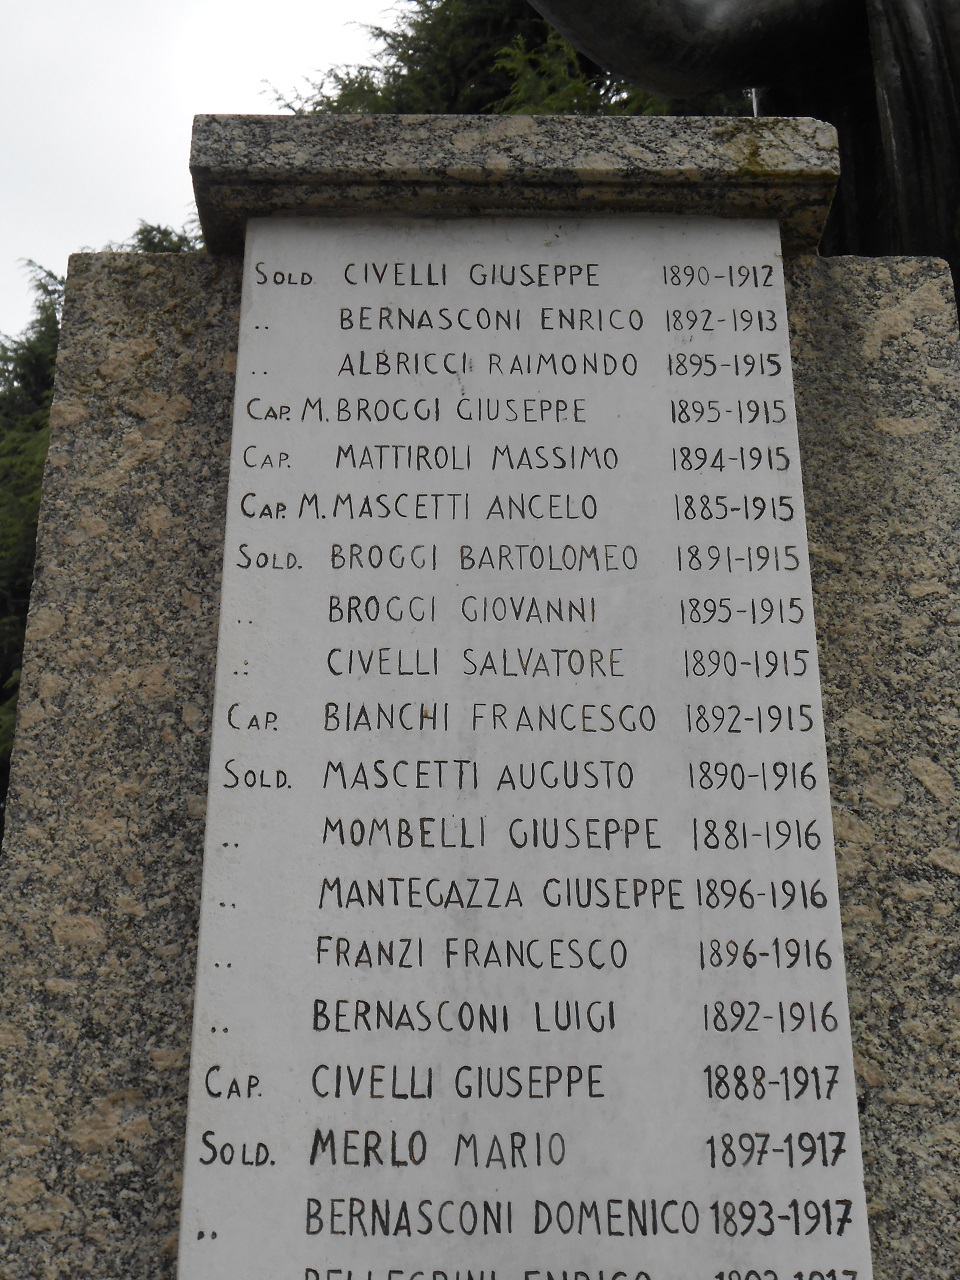 SOLD. CIVELLI GIUSEPPE 1890-1912
.. BERNASCONI ENRICO 1892-1913
.. ALBRICCI RAIMONDO 1895-1915
CAP. M. BROGGI GIUSEPPE 1895-1915
CAP. MATTIROLI MASSIMO 1894-1915
CAP. M. MASCETTI ANGELO 1885-1915
SOLD. BROGGI BARTOLOMEO 1891-1915
.. BROGGI GIOVANNI 1895-1915
.. CIVELLI SALVATORE 1890-1915
CAP. BIANCHI FRANCESCO 1892-1915
SOLD. MASCETTI AUGUSTO 1890-1916
.. MOMBELLI GIUSEPPE 1881-1916
.. MANTEGAZZA GIUSEPPE 1896-1916
.. FRANZI FRANCESCO 1896-1916
.. BERNASCONI LUIGI 1892-1916
CAP. CIVELLI GIUSEPPE 1888-1917
SOLD. MERLO MARIO 1897-1917
.. BERNASCONI DOMENICO 1893-1917
PELLEGRINI ENRICO